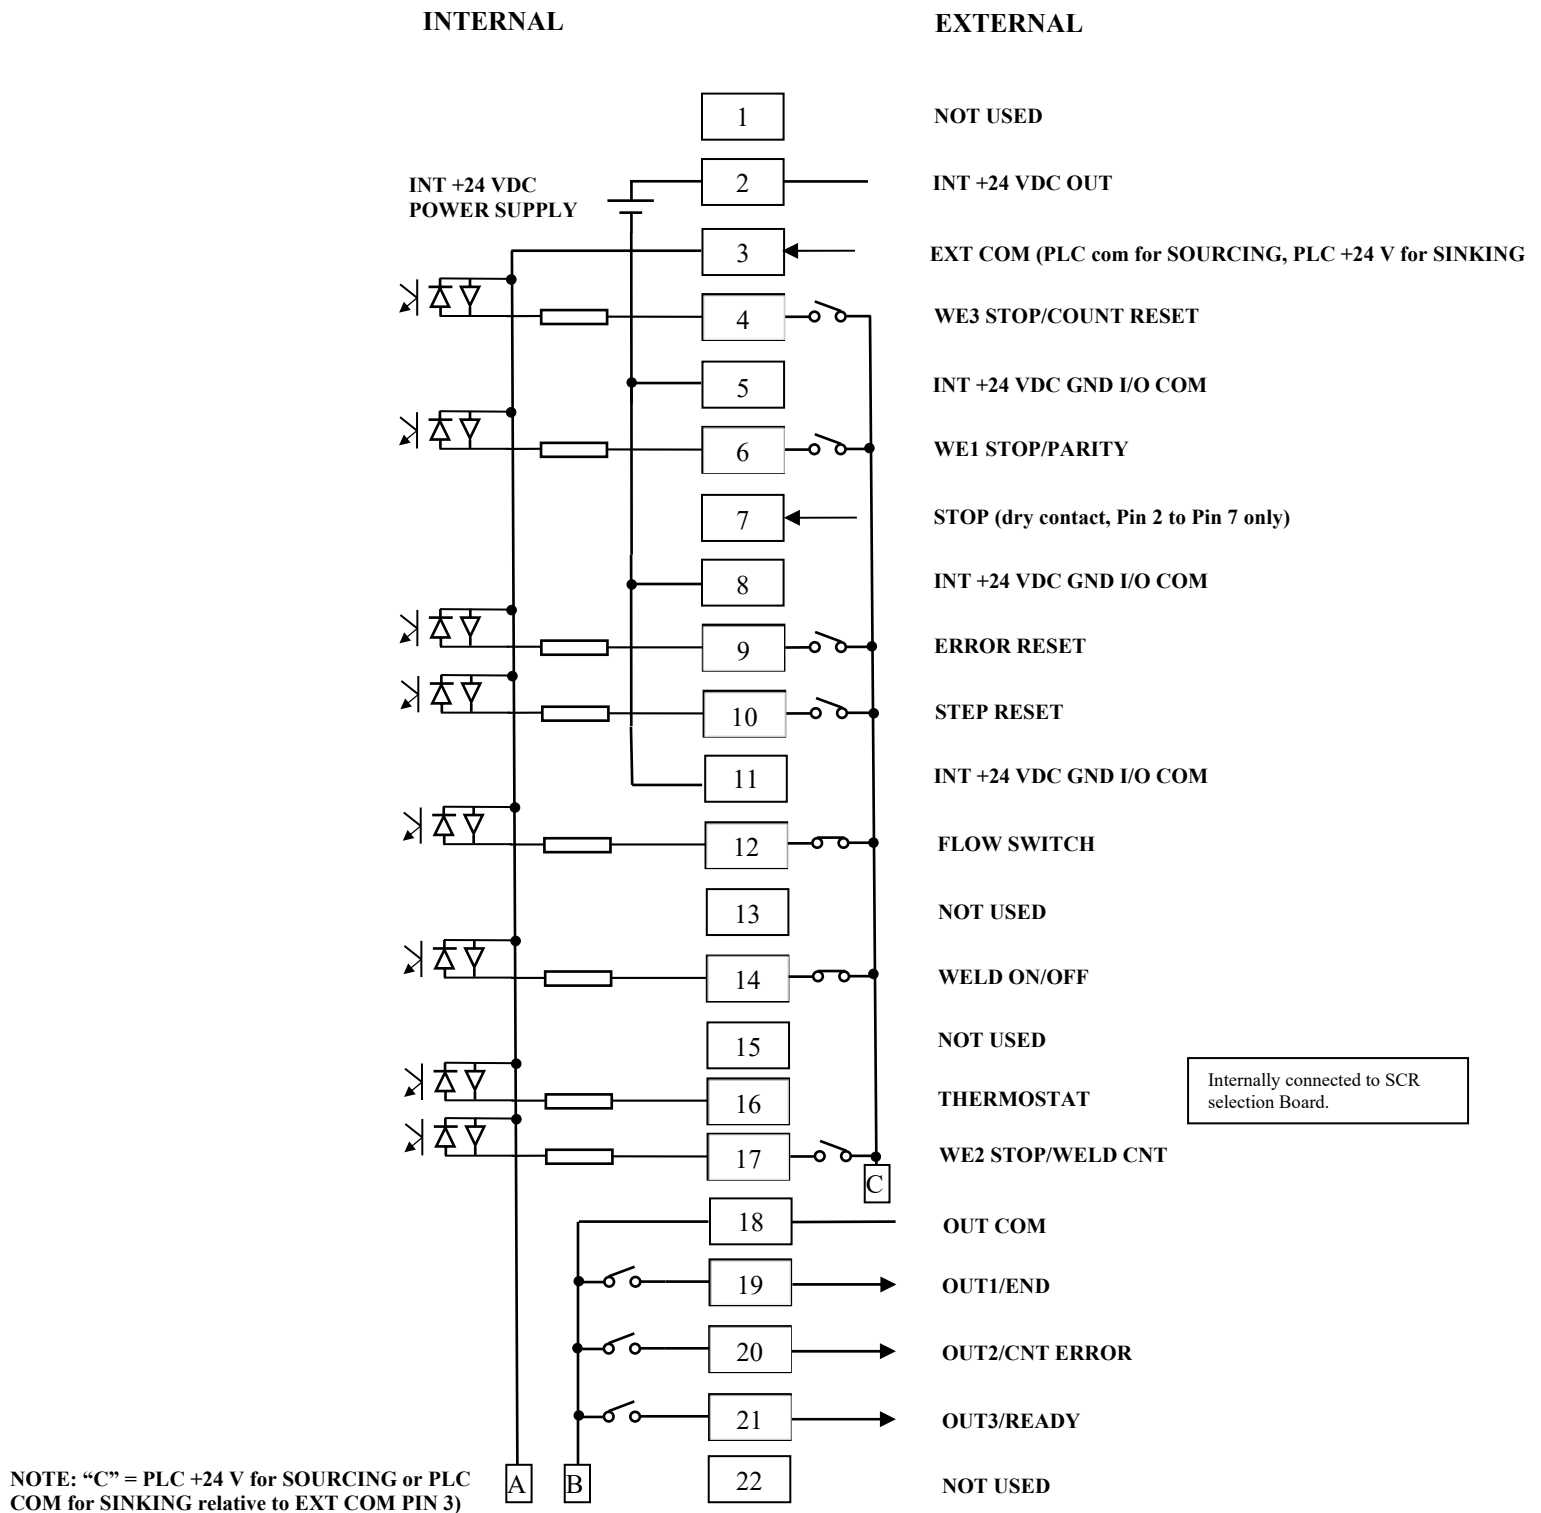 INTERNAL
EXTERNAL
1
NOT USED
INT +24 VDC
POWER SUPPLY
2
INT +24 VDC OUT
3
EXT COM (PLC com for SOURCING, PLC +24 V for SINKING
4
WE3 STOP/COUNT RESET
5
INT +24 VDC GND I/O COM
6
WE1 STOP/PARITY
7
STOP (dry contact, Pin 2 to Pin 7 only)
8
INT +24 VDC GND I/O COM
9
ERROR RESET
10
STEP RESET
11
INT +24 VDC GND I/O COM
12
FLOW SWITCH
13
NOT USED
14
WELD ON/OFF
15
NOT USED
16
THERMOSTAT
Internally connected to SCR
selection Board.
17
WE2 STOP/WELD CNT
C
18
OUT COM
19
OUT1/END
20
OUT2/CNT ERROR
21
OUT3/READY
NOTE: “C” = PLC +24 V for SOURCING or PLC
COM for SINKING relative to EXT COM PIN 3)
A
B
22
NOT USED